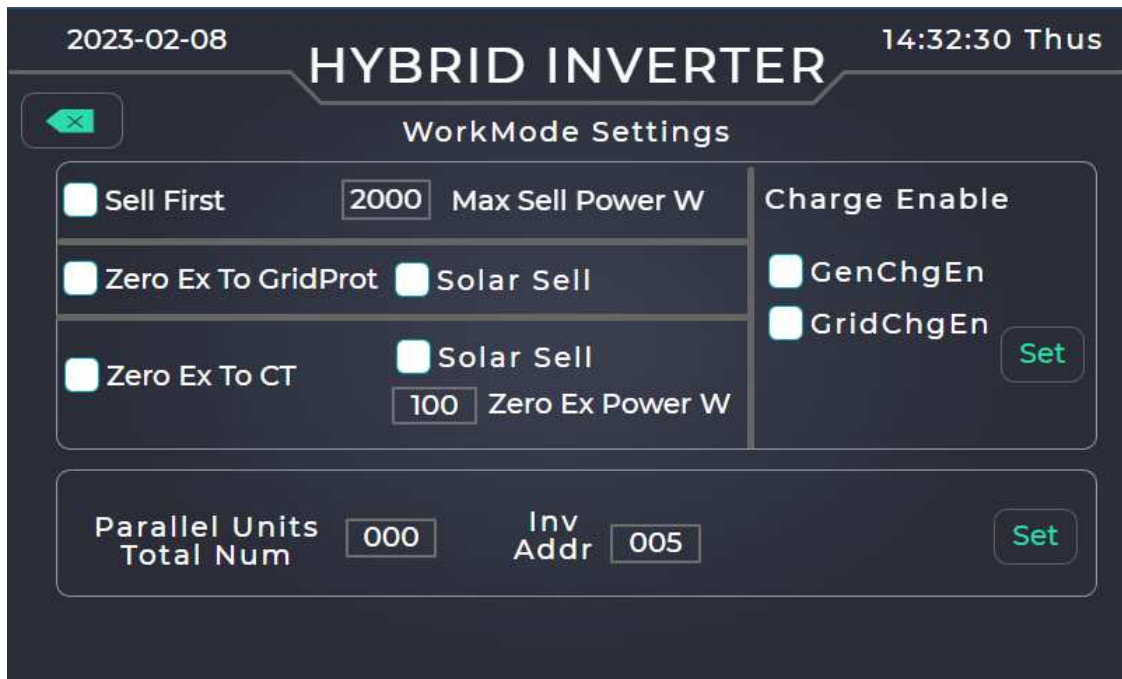 2023-02-08
HYBRID INVERTER
14:32:30 Thus
WorkMode Settings
Sell First 2000 Max Sell Power W
Zero Ex To GridProt Solar Sell
Zero Ex To CT
Solar Sell
100 Zero Ex Power W
Charge Enable
GenChgEn
GridChgEn
Set
Parallel Units
Total Num
000
Inv
Addr
005
Set